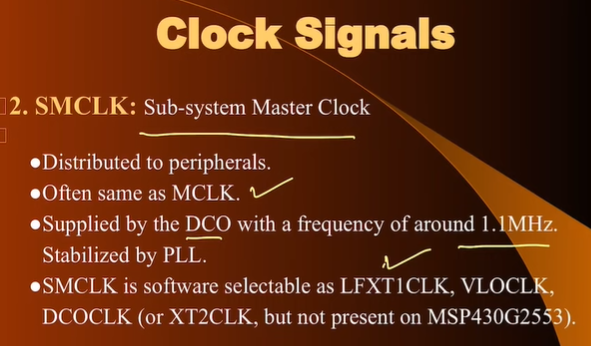 Clock Signals
2. SMCLK: Sub-system Master Clock
●Distributed to peripherals.
●Often same as MCLK.
●Supplied by the DCO with a frequency of around 1.1MHz.
Stabilized by PLL.
●SMCLK is software selectable as LFXT1CLK, VLOCLK,
DCOCLK (or XT2CLK, but not present on MSP430G2553).